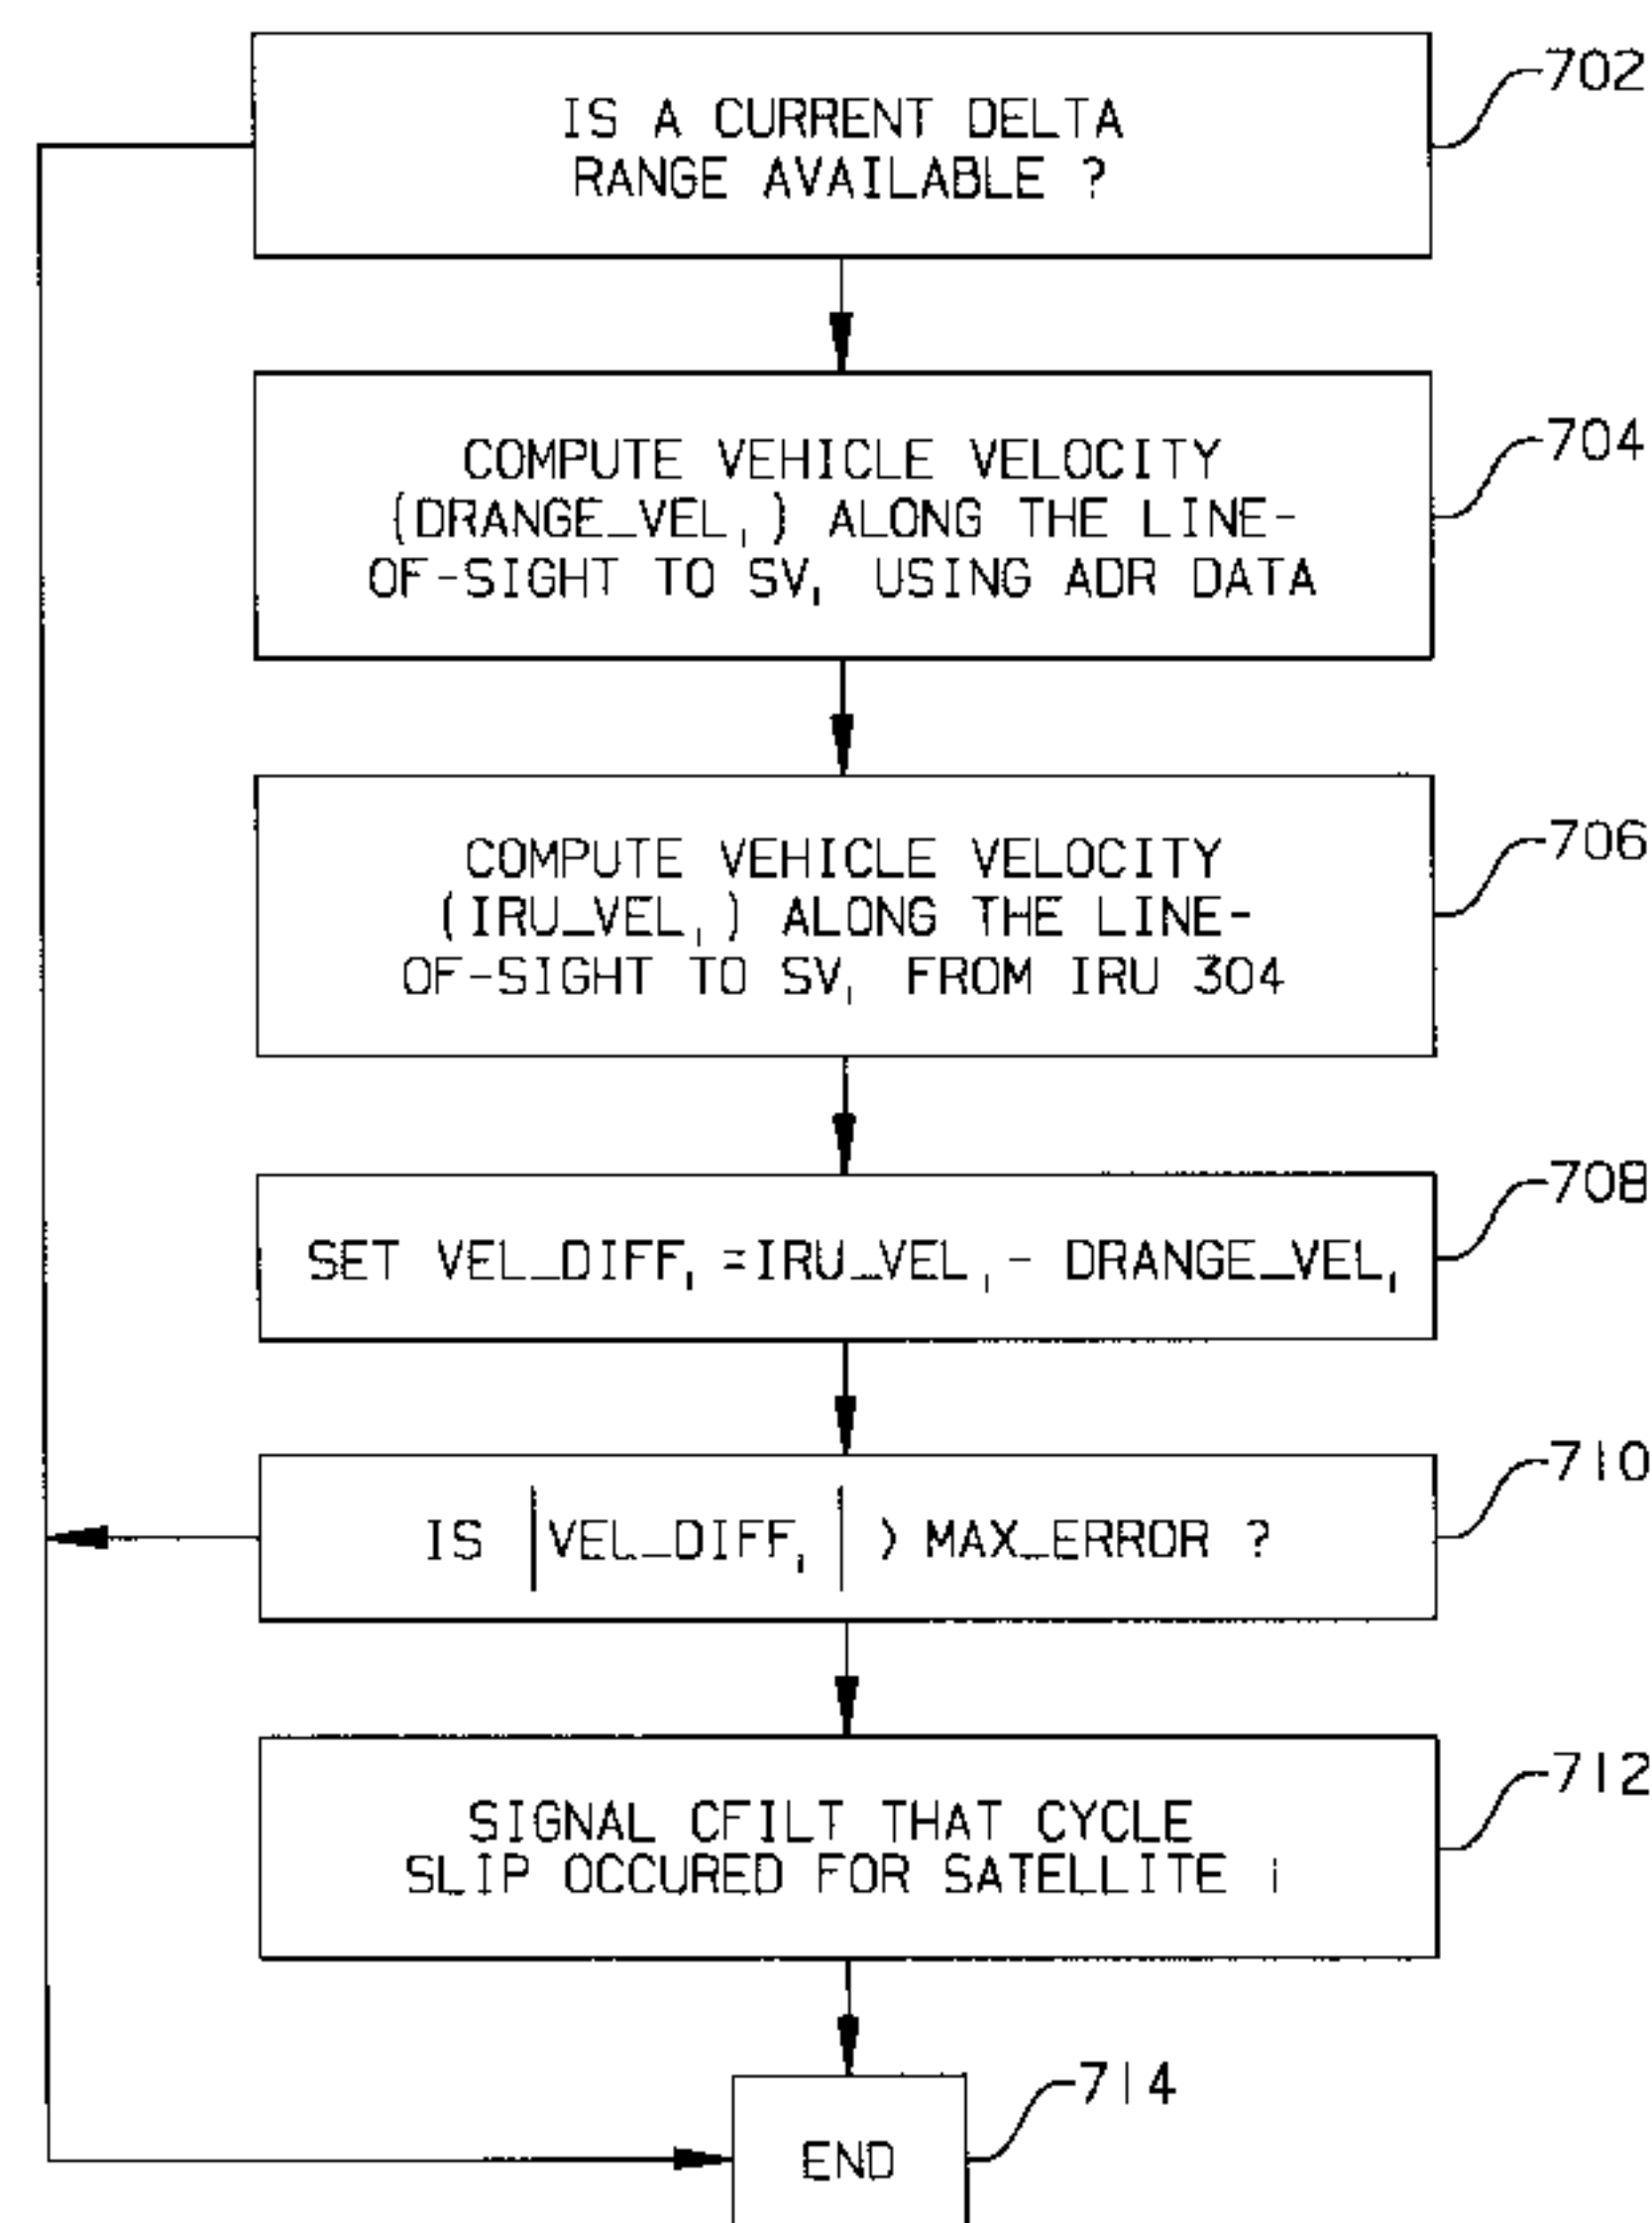 IS A CURRENT DELTA
RANGE AVAILABLE ?
702
COMPUTE VEHICLE VELOCITY
(DRANGE_VEL i) ALONG THE LINE-
OF-SIGHT TO SV i USING ADR DATA
704
COMPUTE VEHICLE VELOCITY
(IRU_VEL i) ALONG THE LINE-
OF-SIGHT TO SV i FROM IRU 304
706
SET VEL_DIFF i =IRU_VEL i - DRANGE_VEL i
708
IS |VEL_DIFF i| > MAX_ERROR ?
710
SIGNAL CFILT THAT CYCLE
SLIP OCCURED FOR SATELLITE i
712
END
714